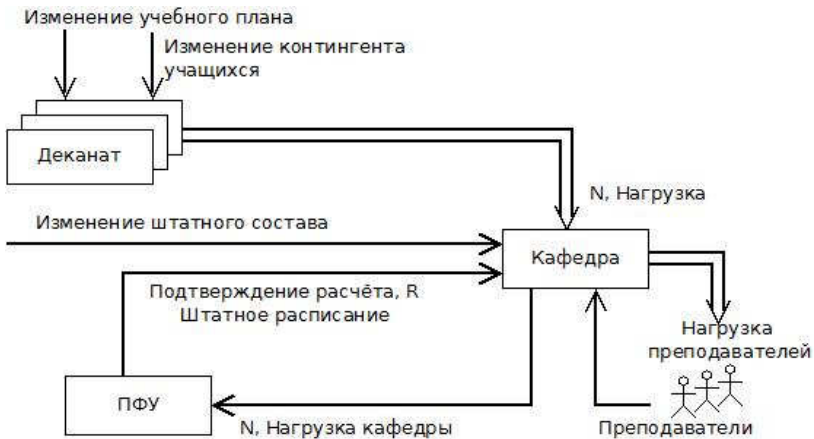 Изменение учебного плана
Изменение контингента
учащихся
Деканат
N, Нагрузка
Изменение штатного состава
Кафедра
Подтверждение расчёта, R
Штатное расписание
Нагрузка
преподавателей
ПФУ
N, Нагрузка кафедры
Преподаватели